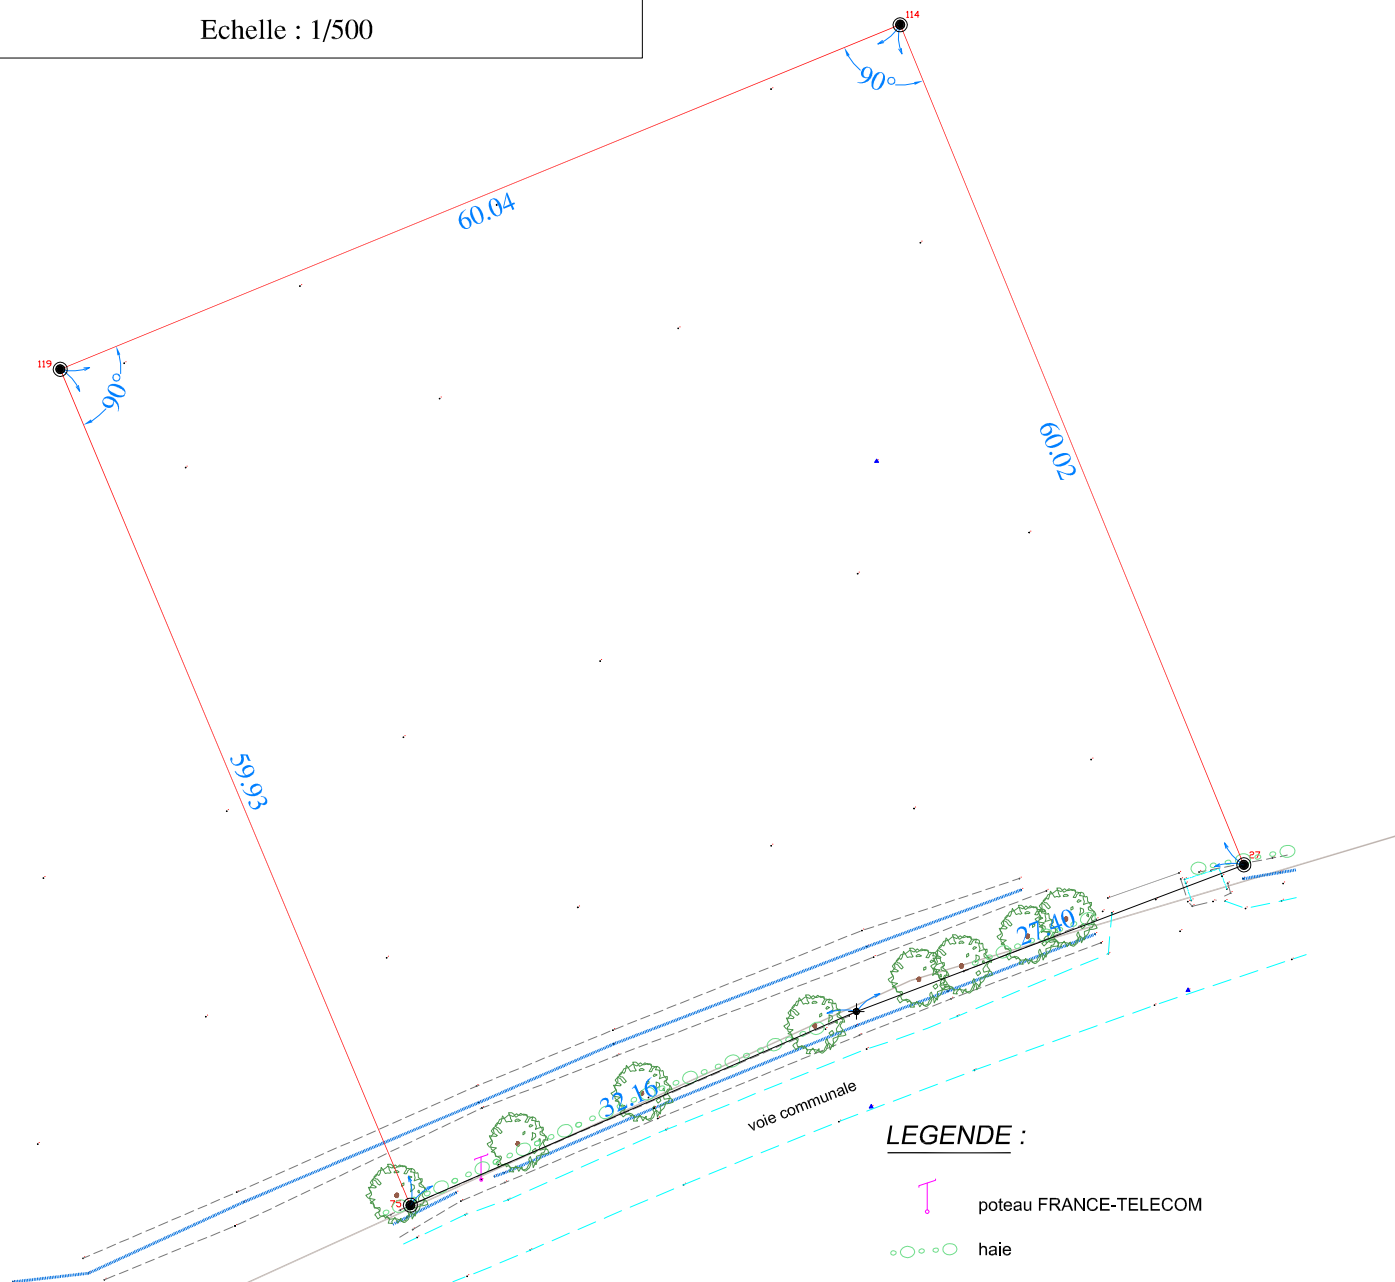 Echelle : 1/500
114
90°
60.04
119
90°
60.02
59.93
27
27.40
32.16
voie communale
75
LEGENDE :
poteau FRANCE-TELECOM
haie